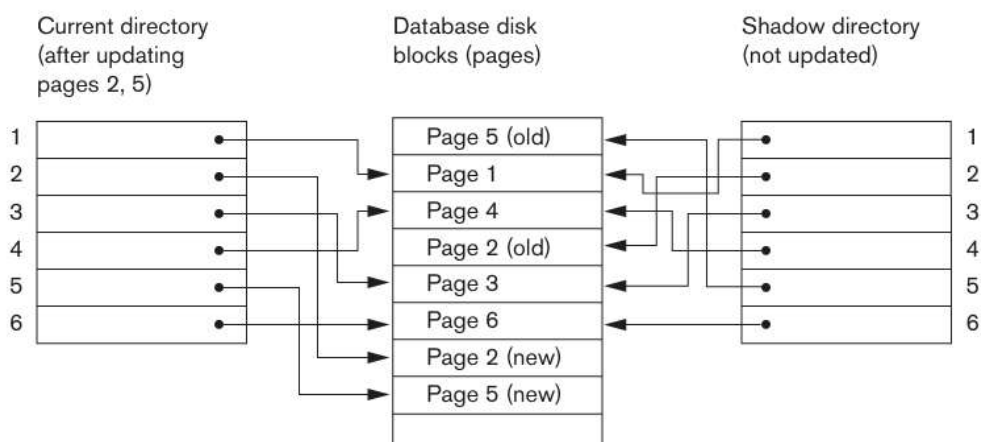 Current directory
(after updating
pages 2, 5)
Database disk
blocks (pages)
Shadow directory
(not updated)
1
2
3
4
5
6
Page 5 (old)
Page 1
Page 4
Page 2 (old)
Page 3
Page 6
Page 2 (new)
Page 5 (new)
1
2
3
4
5
6